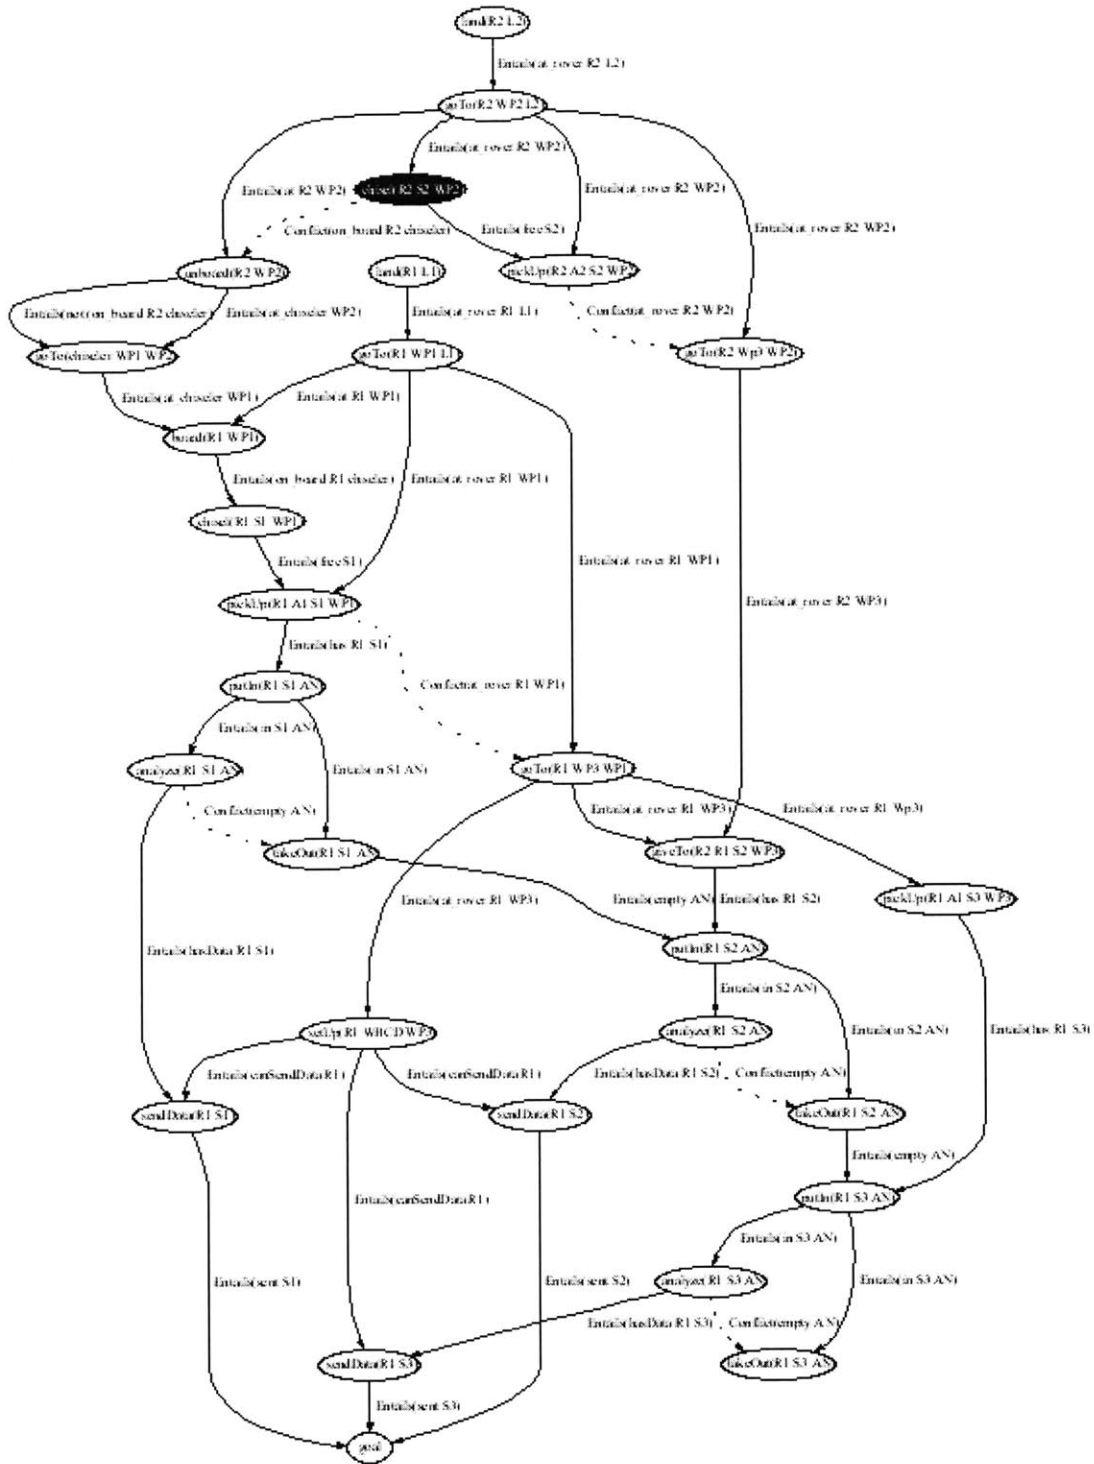 land(R2 L2)
Entails(at_rover R2 L2)
goTo(R2 WP2 L2)
Entails(at_rover R2 WP2)
Entails(at R2 WP2)
chisel(R2 S2 WP2)
Entails(at_rover R2 WP2)
Entails(at_rover R2 WP2)
Conflict(on_board R2 chiseler)
Entails(free S2)
unboard(R2 WP2)
land(R1 L1)
pickUp(R2 A2 S2 WP2)
Entails(not(on_board R2 chiseler)
Entails(at_chiseler WP2)
Entails(at_rover R1 L1)
Conflict(at_rover R2 WP2)
goTo(chiseler WP1 WP2)
goTo(R1 WP1 L1)
goTo(R2 Wp3 WP2)
Entails(at_chiseler WP1)
Entails(at R1 WP1)
board(R1 WP1)
Entails(on_board R1 chiseler)
Entails(at_rover R1 WP1)
chisel(R1 S1 WP1)
Entails(free S1)
Entails(at_rover R1 WP1)
pickUp(R1 A1 S1 WP1
Entails(at_rover R2 WP3)
Entails(has R1 S1)
putIn(R1 S1 AN)
Conflict(at_rover R1 WP1)
Entails(in S1 AN)
analyze(R1 S1 AN)
Entails(in S1 AN)
goTo(R1 WP3 WP1)
Conflict(empty AN)
Entails(at_rover R1 WP3)
Entails(at_rover R1 Wp3)
takeOut(R1 S1 AN
giveTo(R2 R1 S2 WP3)
Entails(at_rover R1 WP3)
Entails(empty AN)
Entails(has R1 S2)
pickUp(R1 A1 S3 WP3)
Entails(hasData R1 S1)
putIn(R1 S2 AN)
Entails(in S2 AN)
setUp(R1 WBCD WP3
analyze(R1 S2 AN
Entails(in S2 AN)
Entails(has R1 S3)
Entails(canSendData R1)
Entails(canSendData R1)
Entails(hasData R1 S2)
Conflict(empty AN)
sendData(R1 S1)
sendData(R1 S2)
takeOut(R1 S2 AN)
Entails(empty AN)
Entails(canSendData R1)
putIn(R1 S3 AN)
Entails(in S3 AN)
Entails(sent S1)
Entails(sent S2)
analyze(R1 S3 AN
Entails(in S3 AN)
Entails(hasData R1 S3)
Conflict(empty AN)
sendData(R1 S3
takeOut(R1 S3 AN
Entails(sent S3)
goal